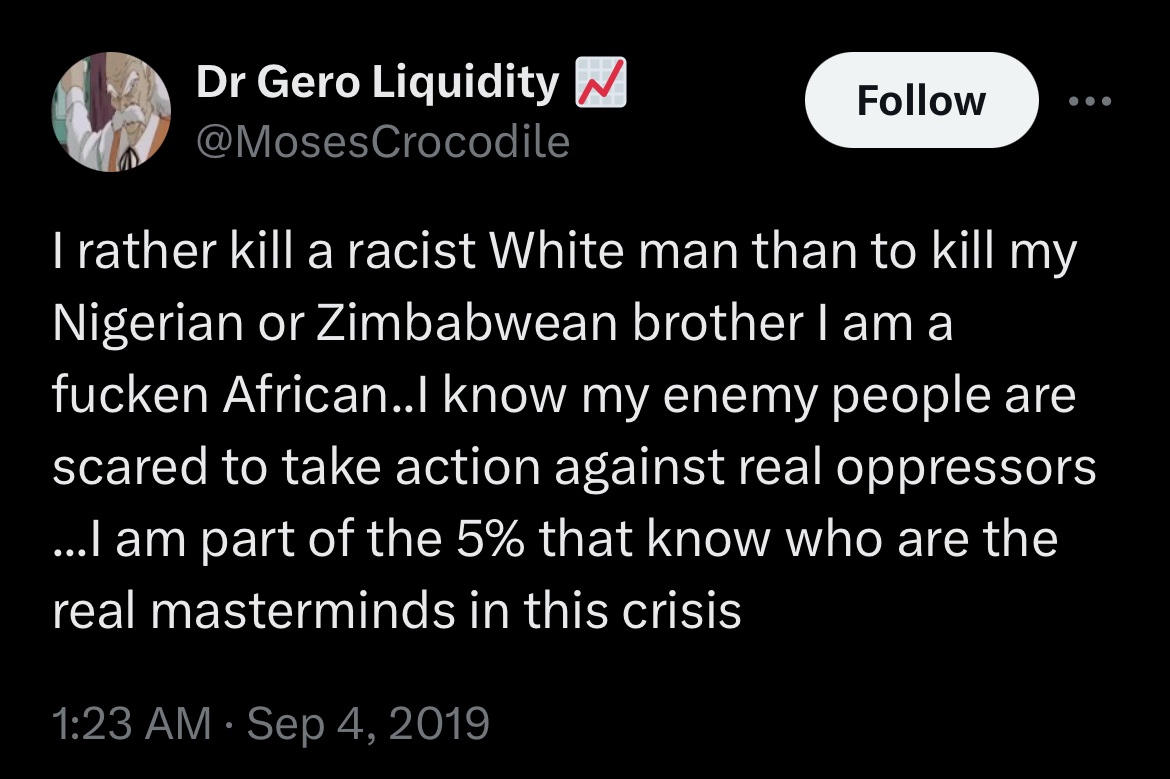 Dr Gero Liquidity 📈
@MosesCrocodile
Follow
I rather kill a racist White man than to kill my
Nigerian or Zimbabwean brother I am a
fucken African..I know my enemy people are
scared to take action against real oppressors
...I am part of the 5% that know who are the
real masterminds in this crisis
1:23 AM · Sep 4, 2019